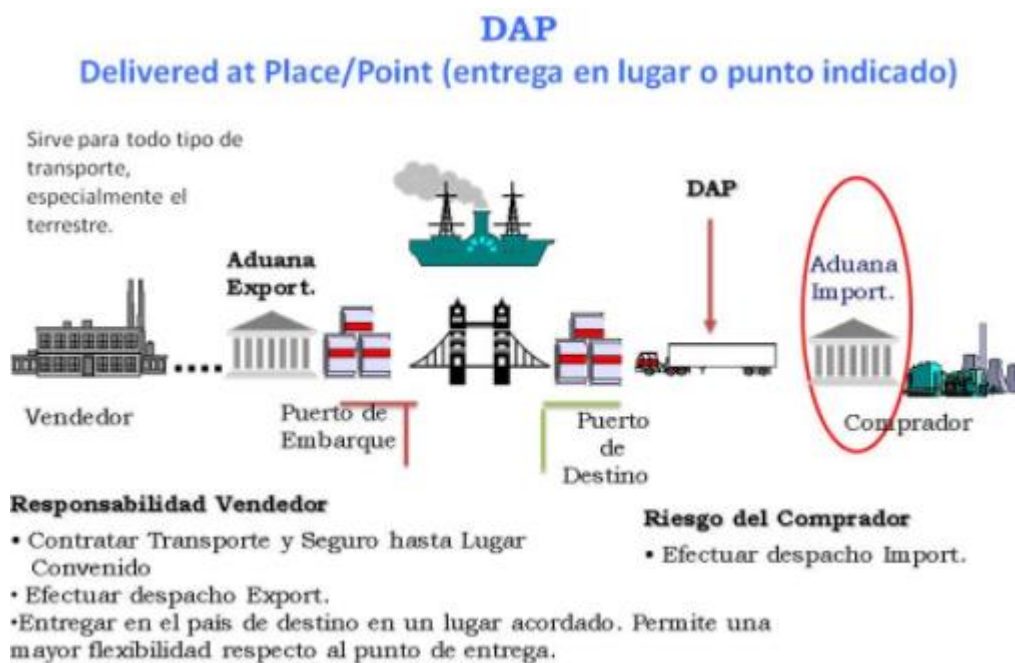 DAP
Delivered at Place/Point (entrega en lugar o punto indicado)
Sirve para todo tipo de
transporte,
especialmente el
terrestre.
DAP
Aduana
Export.
Aduana
Import.
Vendedor
Puerto de
Embarque
Puerto
de
Destino
Comprador
Responsabilidad Vendedor
• Contratar Transporte y Seguro hasta Lugar
Convenido
• Efectuar despacho Export.
•Entregar en el país de destino en un lugar acordado. Permite una
mayor flexibilidad respecto al punto de entrega.
Riesgo del Comprador
• Efectuar despacho Import.